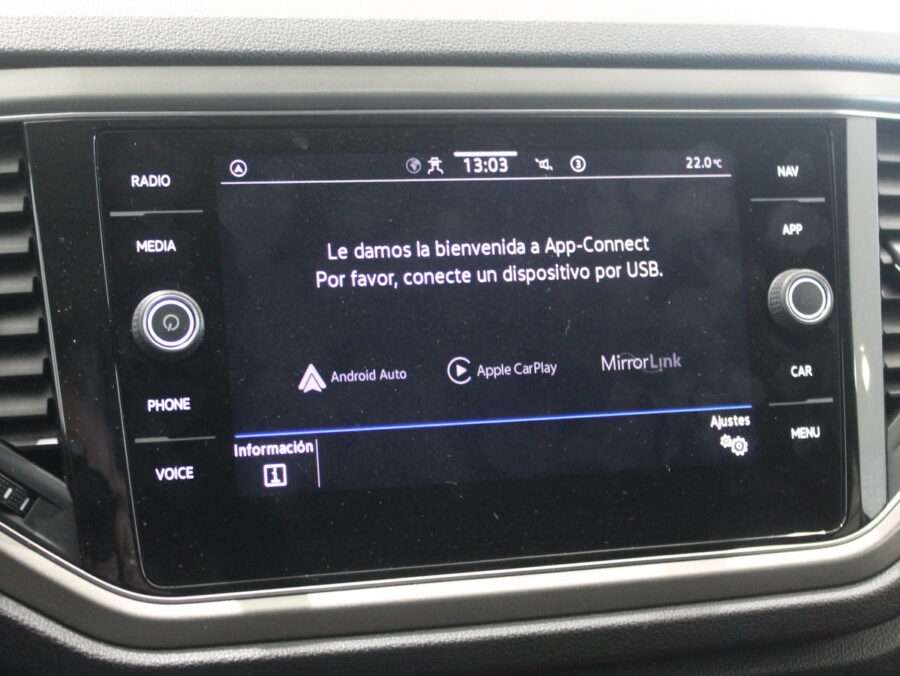 RADIO
MEDIA
PHONE
VOICE
13:03
3
22.0°C
Le damos la bienvenida a App-Connect
Por favor, conecte un dispositivo por USB.
Android Auto
Apple CarPlay
MirrorLink
Información
Ajustes
NAV
APP
CAR
MENU